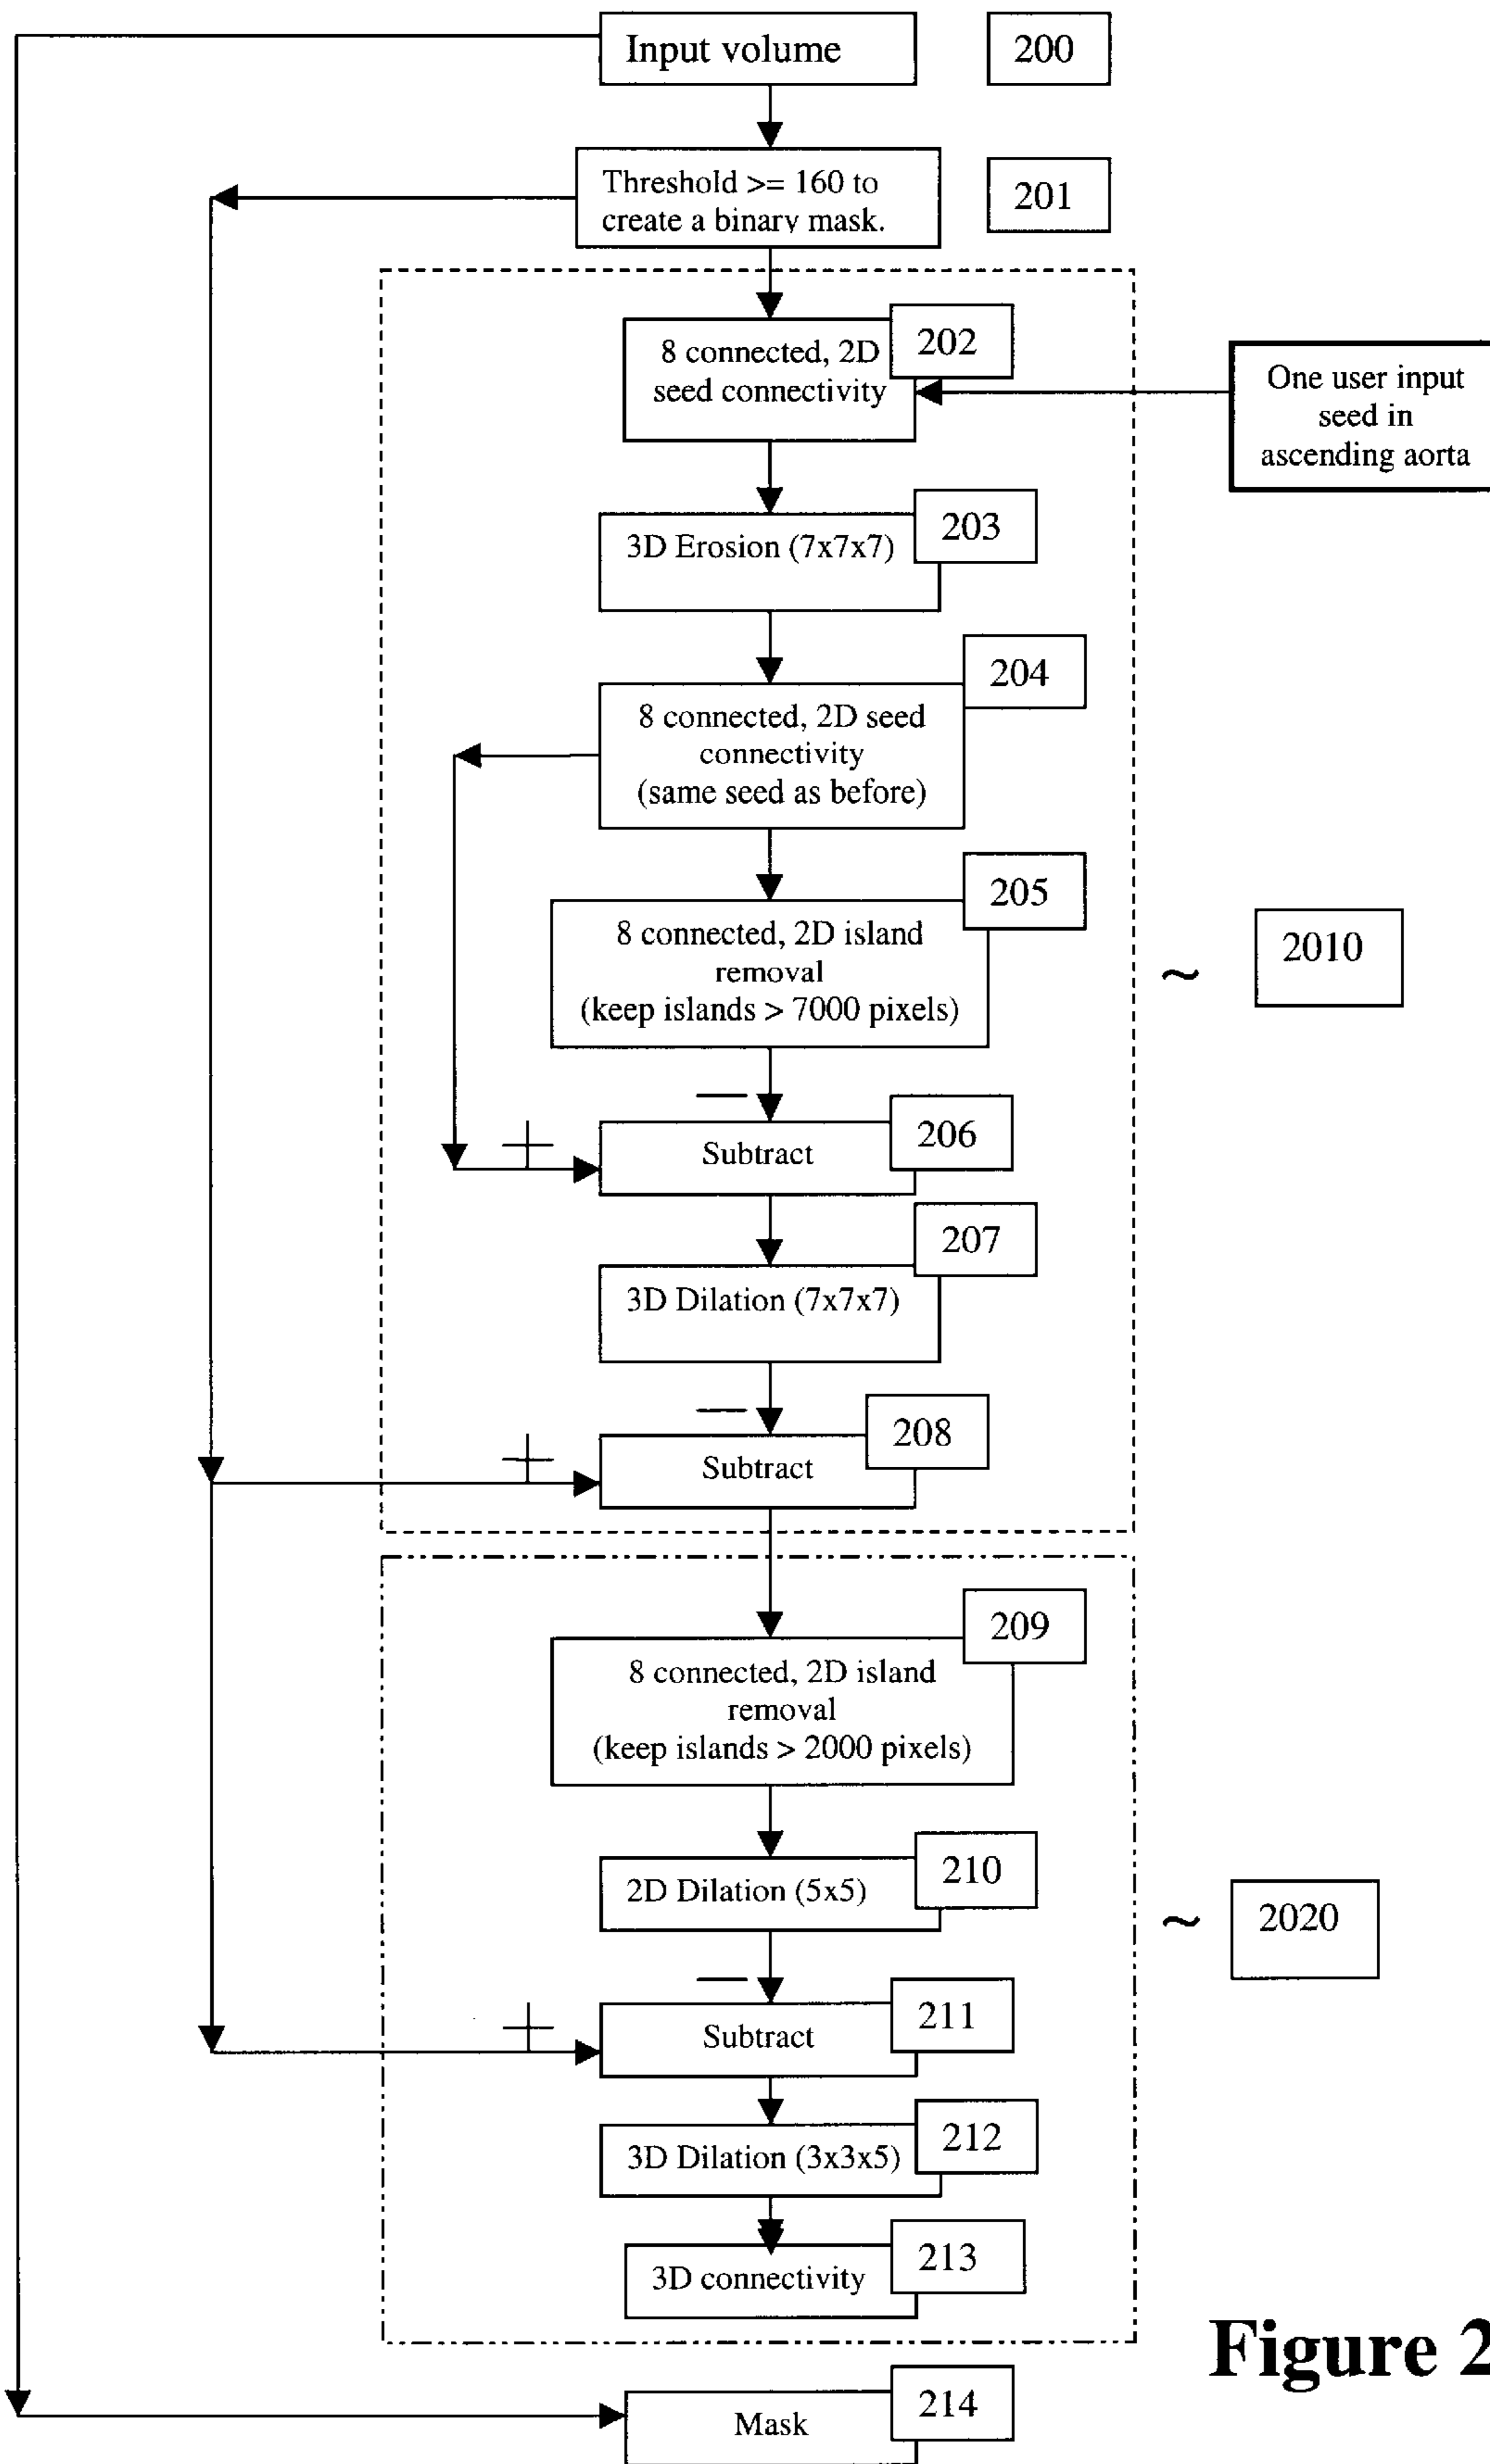 Input volume
200
Threshold >= 160 to
create a binary mask.
201
8 connected, 2D
seed connectivity
202
One user input
seed in
ascending aorta
3D Erosion (7x7x7)
203
204
8 connected, 2D seed
connectivity
(same seed as before)
205
8 connected, 2D island
removal
(keep islands > 7000 pixels)
~ 2010
—
+
Subtract
206
207
3D Dilation (7x7x7)
—
+
Subtract
208
209
8 connected, 2D island
removal
(keep islands > 2000 pixels)
2D Dilation (5x5)
210
~ 2020
—
+
Subtract
211
3D Dilation (3x3x5)
212
3D connectivity
213
Figure 2
Mask
214